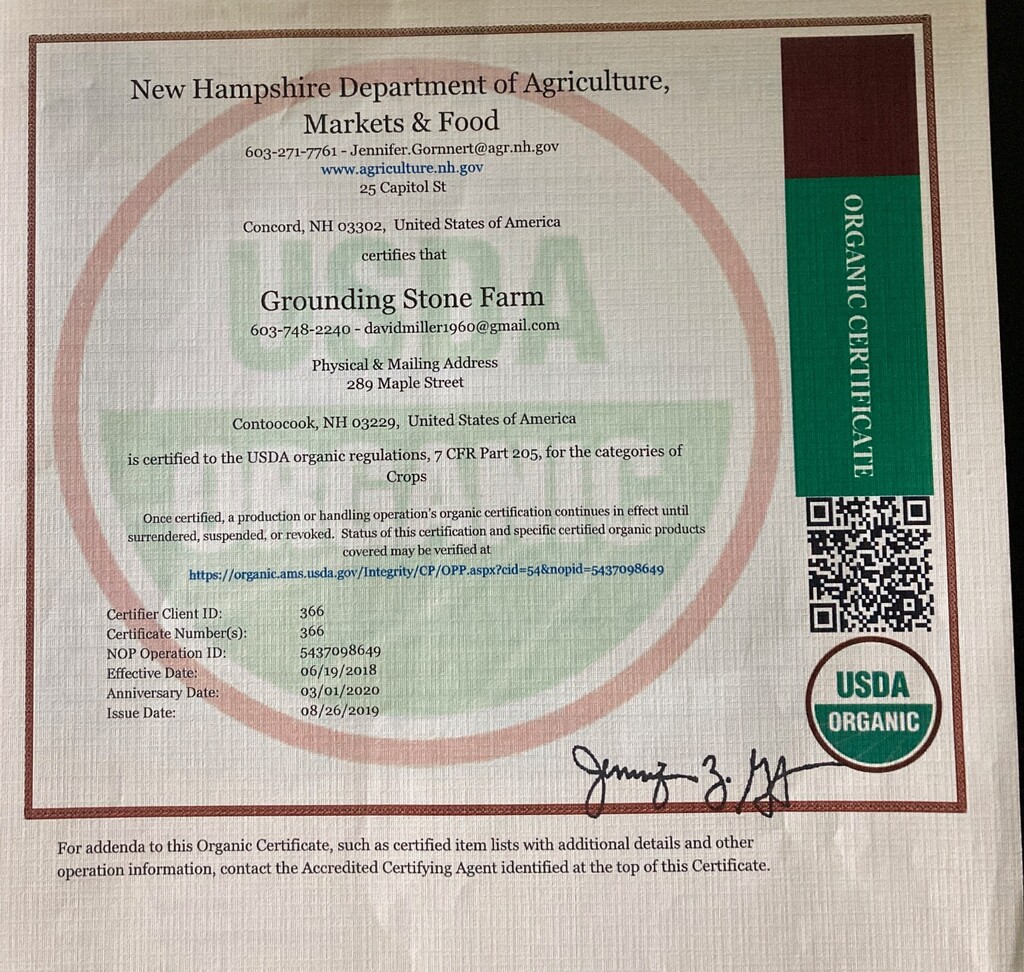 New Hampshire Department of Agriculture,
Markets & Food
603-271-7761 - Jennifer.Gornnert@agr.nh.gov
www.agriculture.nh.gov
25 Capitol St
Concord, NH 03302, United States of America
certifies that
Grounding Stone Farm
603-748-2240 - davidmiller1960@gmail.com
Physical & Mailing Address
289 Maple Street
Contoocook, NH 03229, United States of America
is certified to the USDA organic regulations, 7 CFR Part 205, for the categories of
Crops
Once certified, a production or handling operation's organic certification continues in effect until
surrendered, suspended, or revoked. Status of this certification and specific certified organic products
covered may be verified at
https://organic.ams.usda.gov/Integrity/CP/OPP.aspx?cid=54&nopid=5437098649
Certifier Client ID: 366
Certificate Number(s): 366
NOP Operation ID: 5437098649
Effective Date: 06/19/2018
Anniversary Date: 03/01/2020
Issue Date: 08/26/2019
USDA
ORGANIC
ORGANIC CERTIFICATE
USDA
ORGANIC
For addenda to this Organic Certificate, such as certified item lists with additional details and other
operation information, contact the Accredited Certifying Agent identified at the top of this Certificate.